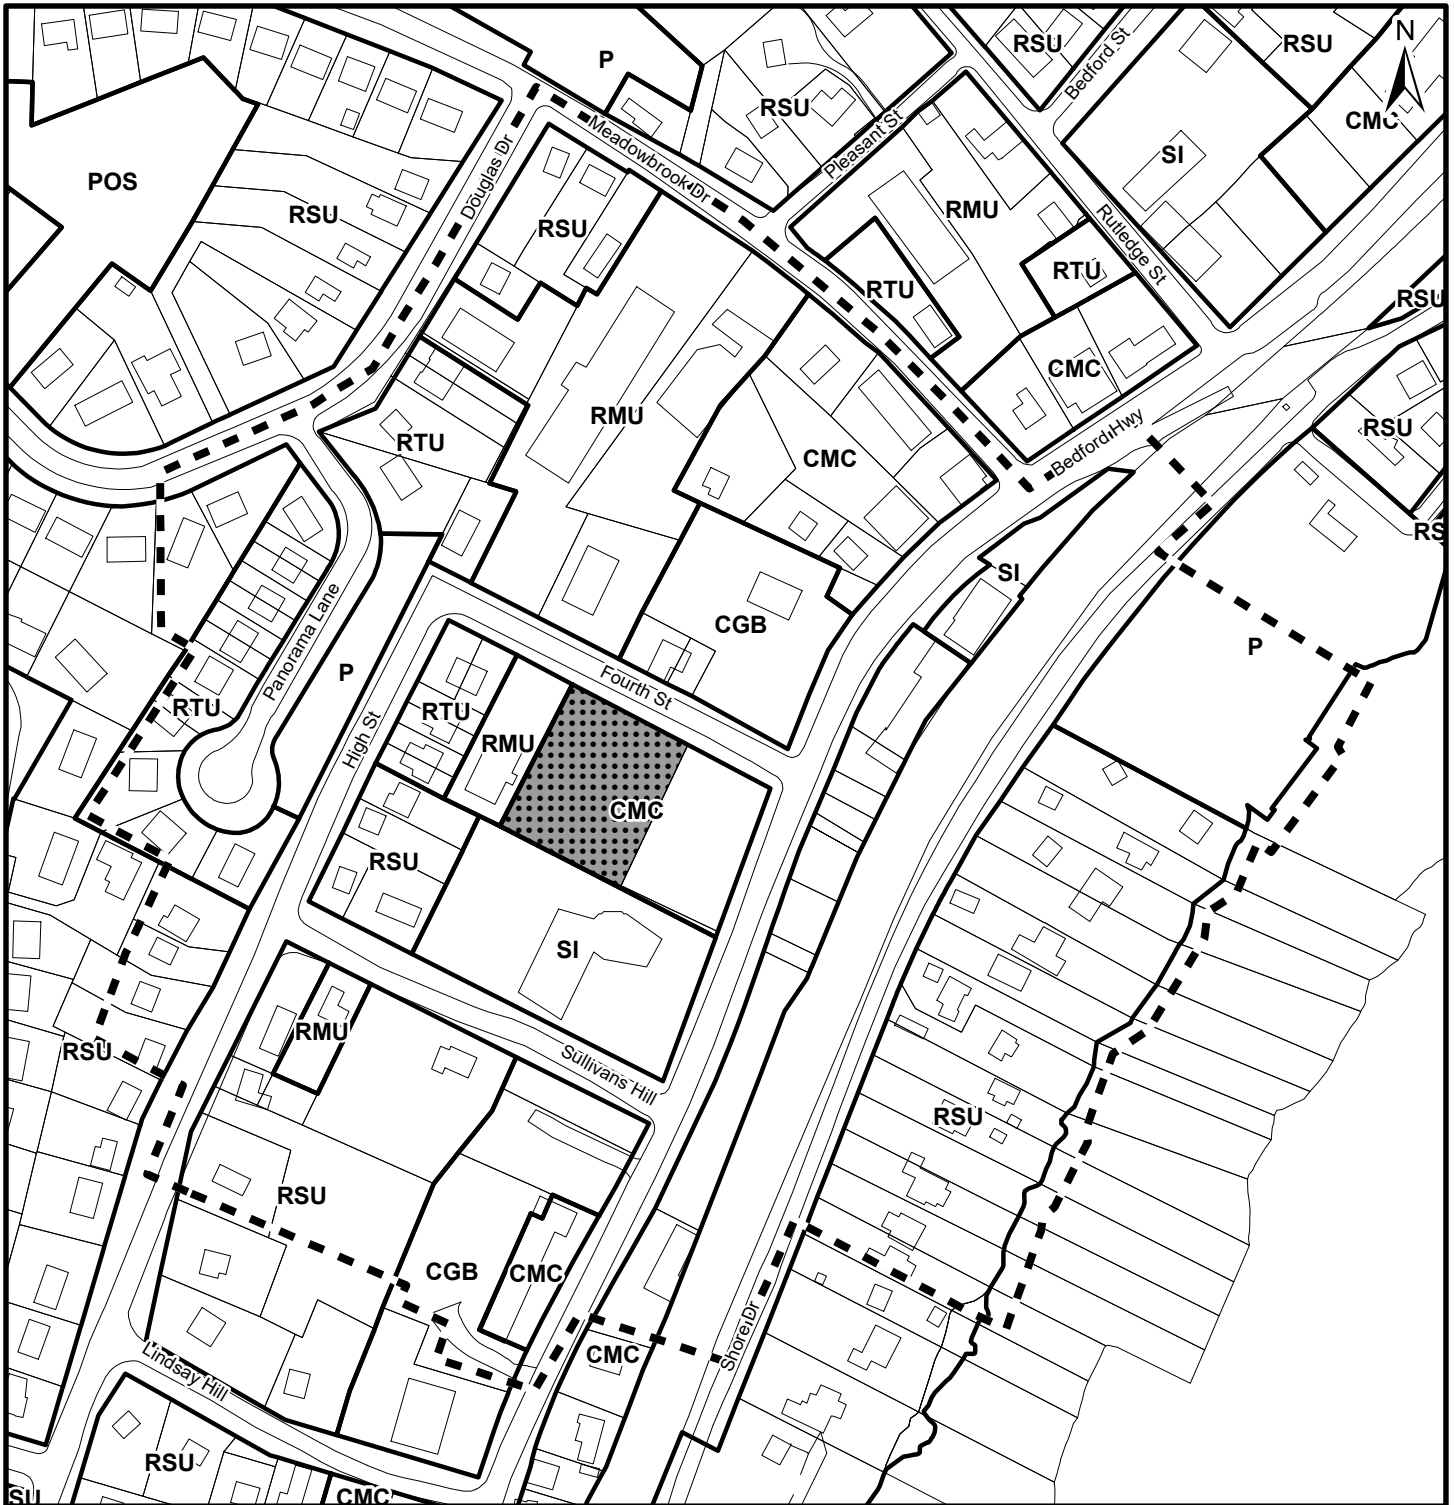 N
P
RSU
Bedford St
RSU
CMC
RSU
Meadowbrook Dr
Pleasant St
SI
POS
Douglas Dr
RSU
RSU
RMU
Rutledge St
RTU
RTU
RSU
CMC
RMU
RTU
CMC
Bedford Hwy
RSU
RS
SI
CGB
P
Panorama Lane
P
Fourth St
RTU
High St
RTU
RMU
CMC
RSU
SI
RMU
RSU
Sullivans Hill
RSU
RSU
CGB
CMC
Shore Dr
CMC
Lindsay Hill
RSU
SU
CMC